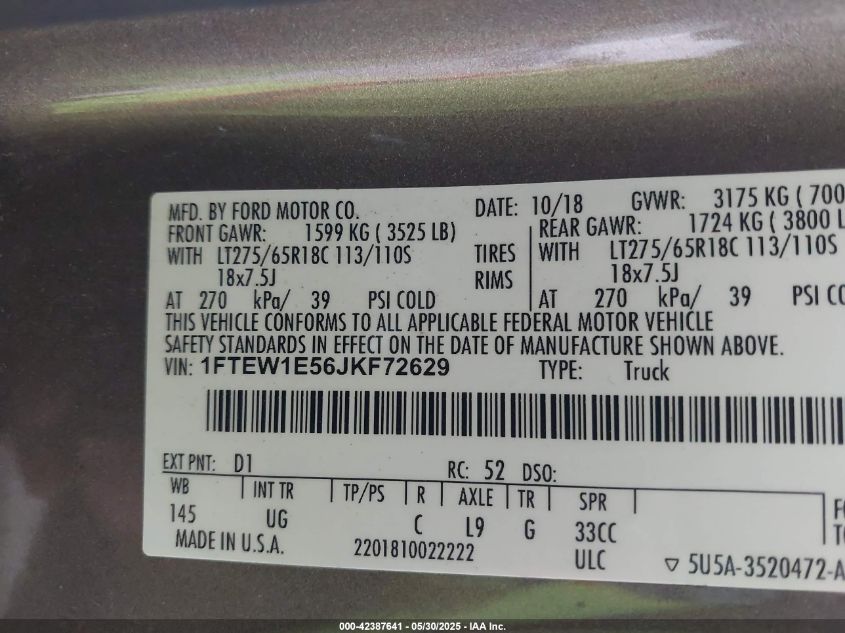 MFD. BY FORD MOTOR CO. DATE: 10/18 GVWR: 3175 KG ( 700
FRONT GAWR: 1599 KG ( 3525 LB) REAR GAWR: 1724 KG ( 3800 L
WITH LT275/65R18C 113/110S TIRES WITH LT275/65R18C 113/110S
18x7.5J RIMS 18x7.5J
AT 270 kPa/ 39 PSI COLD AT 270 kPa/ 39 PSI CO
THIS VEHICLE CONFORMS TO ALL APPLICABLE FEDERAL MOTOR VEHICLE
SAFETY STANDARDS IN EFFECT ON THE DATE OF MANUFACTURE SHOWN ABOVE.
VIN: 1FTEW1E56JKF72629 TYPE: Truck
EXT PNT: D1 RC: 52 DSO:
WB INT TR TP/PS R AXLE TR SPR
145 UG C L9 G 33CC
MADE IN U.S.A. 2201810022222 ULC ▽ 5U5A-3520472-A
000-42387641 - 05/30/2025 - IAA Inc.